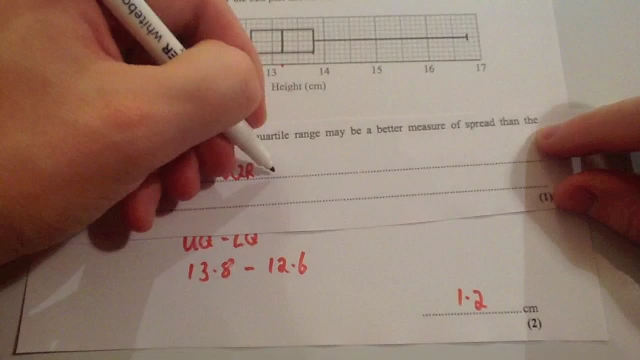 13 14 15 16 17
Height (cm)
quartile range may be a better measure of spread than the
(1)
UQ - LQ
13.8 - 12.6
1.2 cm
(2)